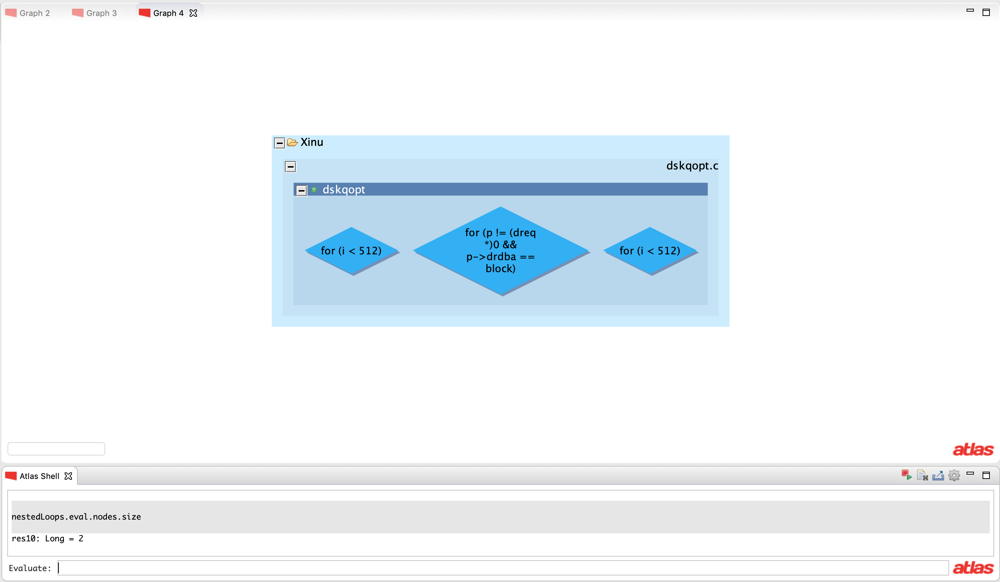 Graph 2
Graph 3
Graph 4
Xinu
dskqopt.c
dskqopt
for (i < 512)
for (p != (dreq
*)0 &&
p->drdba ==
block)
for (i < 512)
atlas
Atlas Shell
nestedLoops.eval.nodes.size
res10: Long = 2
Evaluate:
atlas